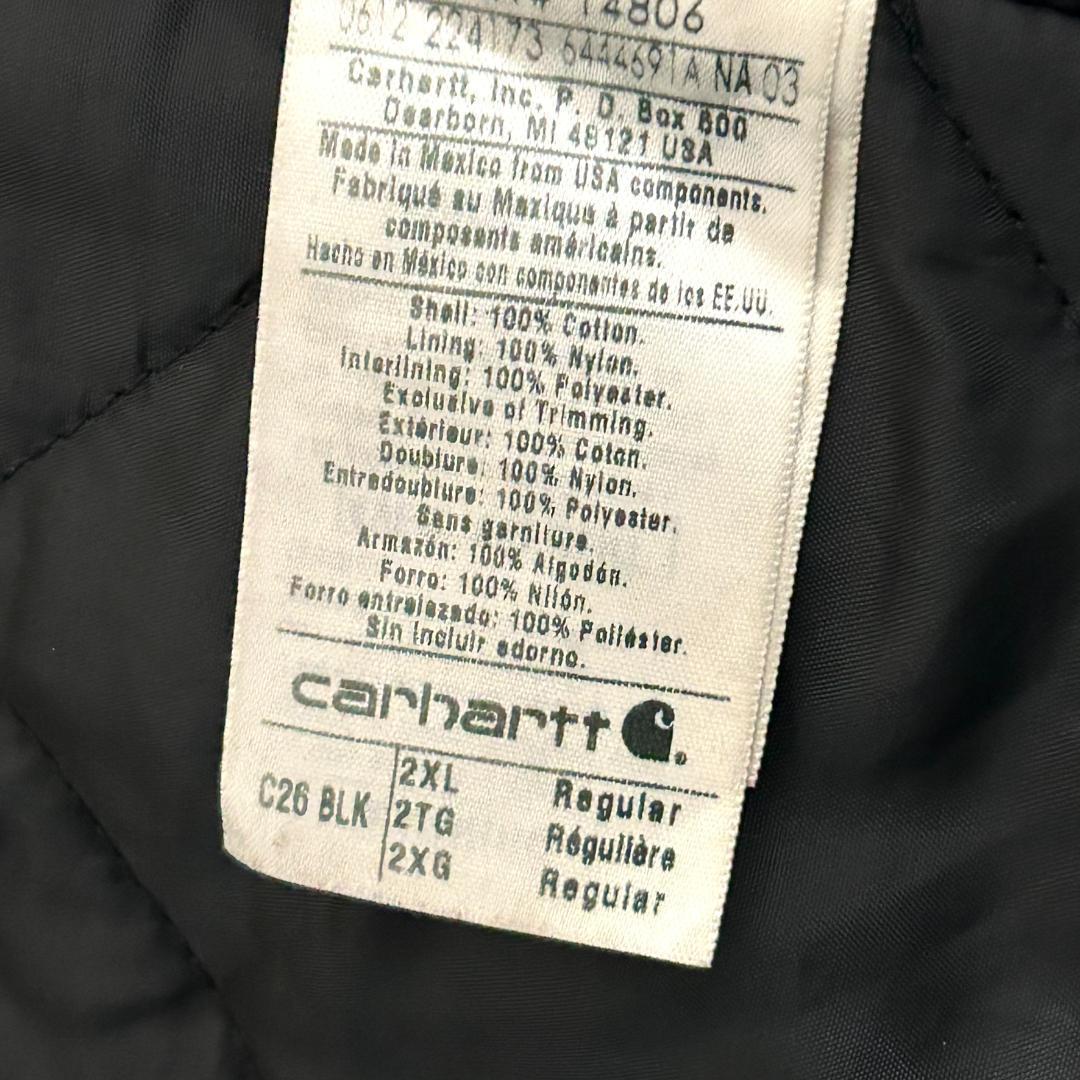 14806
0612 224173 6444691A NA 03
Carhartt, Inc. P. O. Box 600
Dearborn, MI 48121 USA
Made in Mexico from USA components.
Fabriqué au Mexique à partir de
composants américains.
Hecho en México con componentes de los EE.UU.
Shell: 100% Cotton.
Lining: 100% Nylon.
Interlining: 100% Polyester.
Exclusive of Trimming.
Extérieur: 100% Coton.
Doublure: 100% Nylon.
Entredoublure: 100% Polyester.
Sans garniture.
Armazón: 100% Algodón.
Forro: 100% Nilón.
Forro entrelazado: 100% Poliéster.
Sin incluir adorno.
carhartt
C26 BLK
2XL Regular
2TG Régulière
2XG Regular